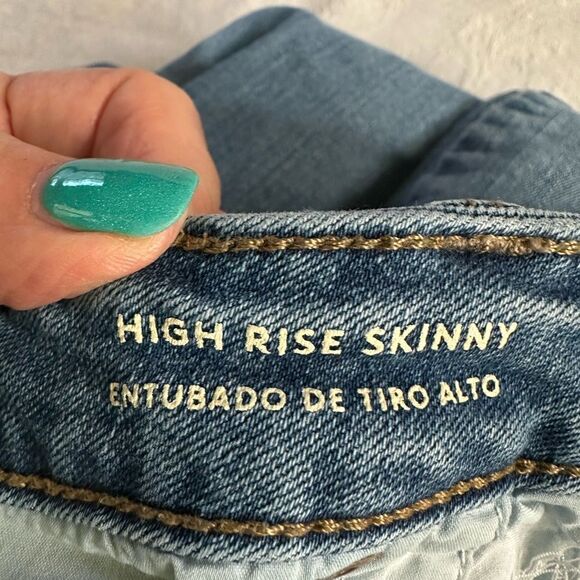 HIGH RISE SKINNY
ENTUBADO DE TIRO ALTO